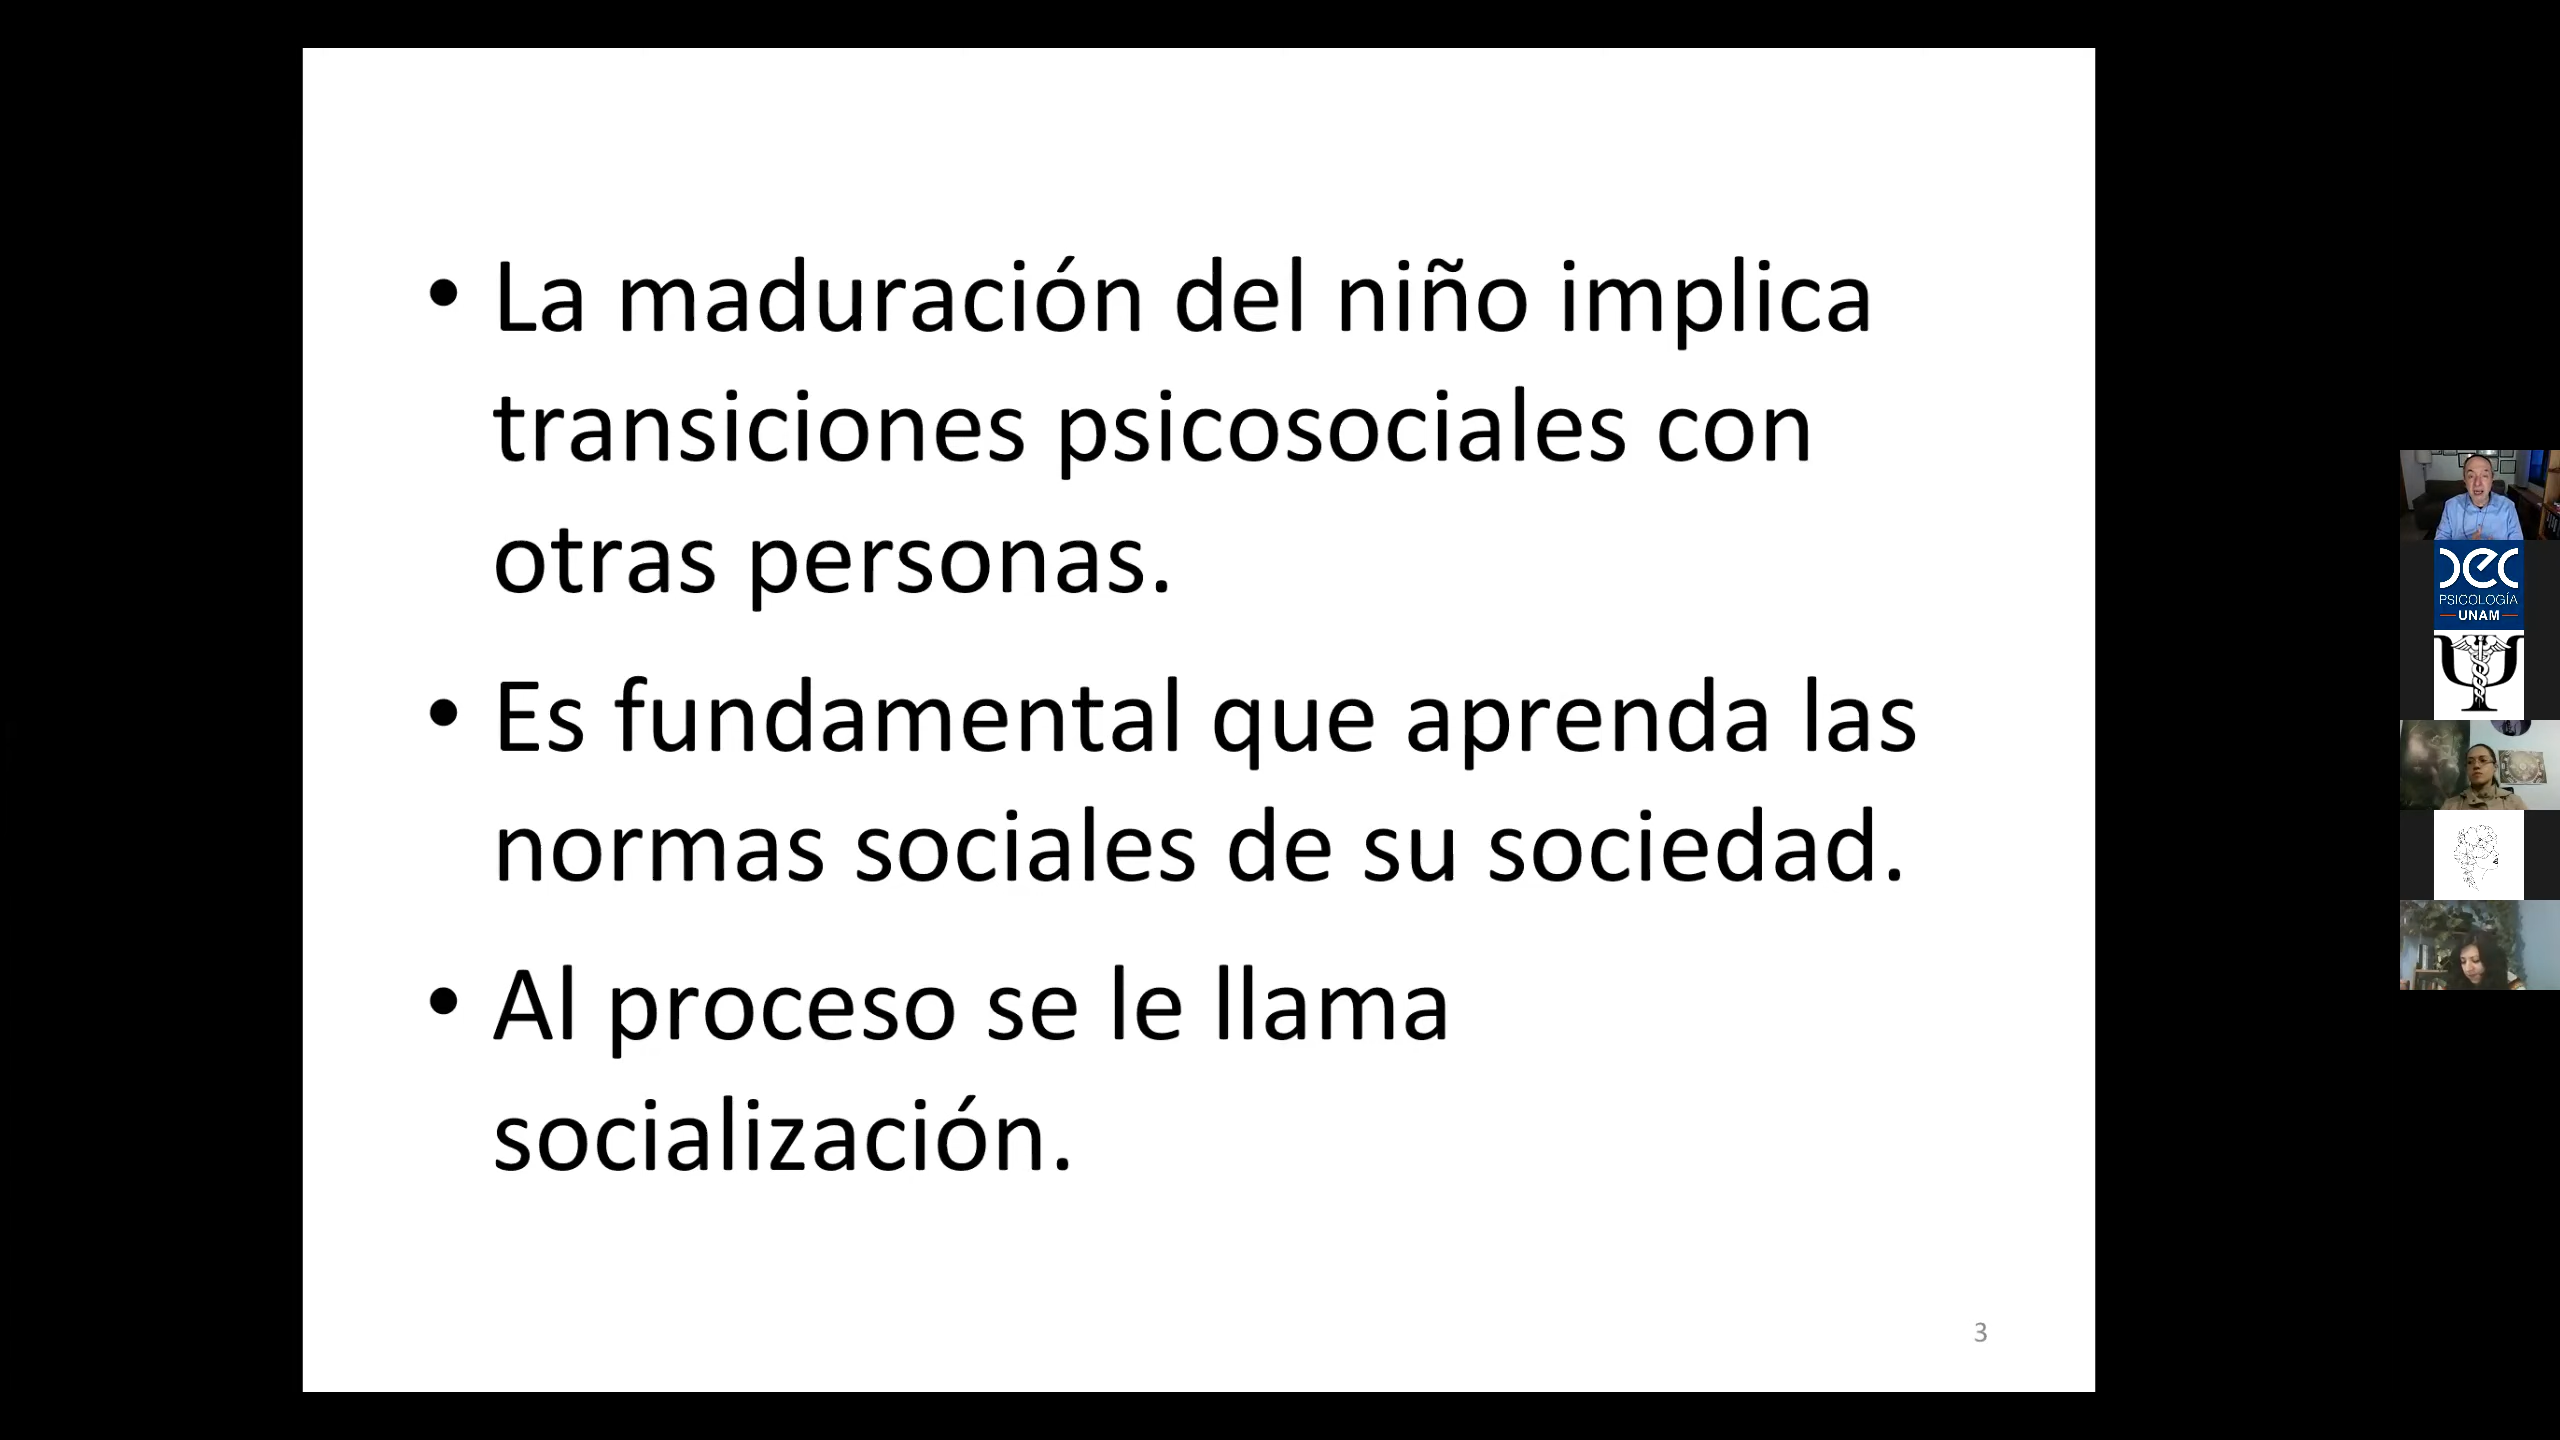 • La maduración del niño implica
transiciones psicosociales con
otras personas.
• Es fundamental que aprenda las
normas sociales de su sociedad.
• Al proceso se le llama
socialización.
3
DEC
PSICOLOGÍA
UNAM